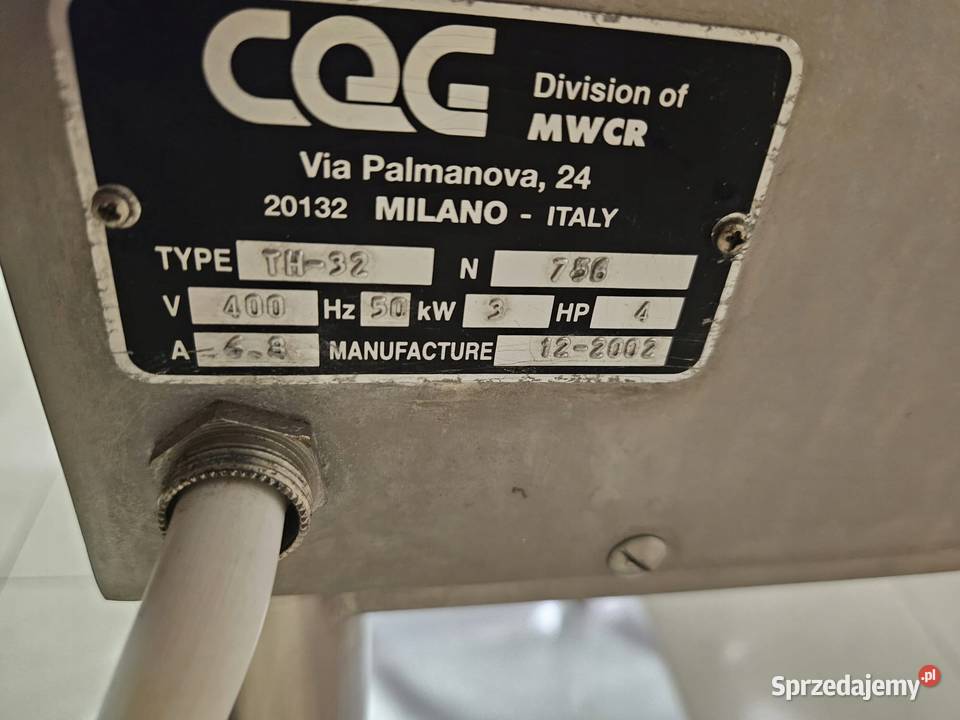 CEG Division of
MWCR
Via Palmanova, 24
20132 MILANO - ITALY
TYPE TH-32 N 756
V 400 Hz 50 kW 3 HP 4
A 6.8 MANUFACTURE 12-2002
Sprzedajemy.pl